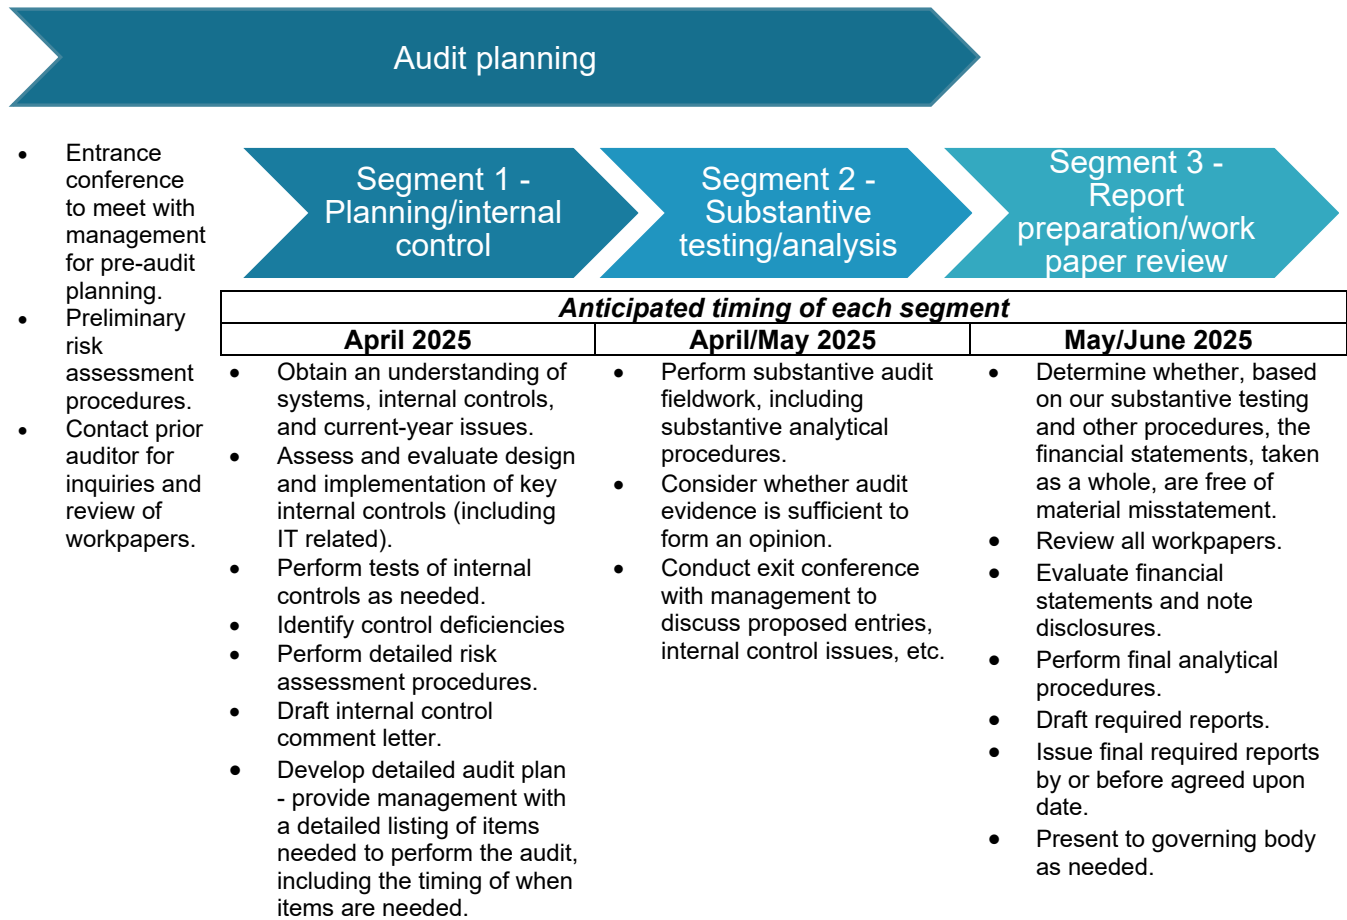 Audit planning
• Entrance
conference
to meet with
management
for pre-audit
planning.
• Preliminary
risk
assessment
procedures.
• Contact prior
auditor for
inquiries and
review of
workpapers.
Segment 1 -
Planning/internal
control
Segment 2 -
Substantive
testing/analysis
Segment 3 -
Report
preparation/work
paper review
Anticipated timing of each segment
April 2025
April/May 2025
May/June 2025
• Obtain an understanding of
systems, internal controls,
and current-year issues.
• Assess and evaluate design
and implementation of key
internal controls (including
IT related).
• Perform tests of internal
controls as needed.
• Identify control deficiencies
• Perform detailed risk
assessment procedures.
• Draft internal control
comment letter.
• Develop detailed audit plan
- provide management with
a detailed listing of items
needed to perform the audit,
including the timing of when
items are needed.
• Perform substantive audit
fieldwork, including
substantive analytical
procedures.
• Consider whether audit
evidence is sufficient to
form an opinion.
• Conduct exit conference
with management to
discuss proposed entries,
internal control issues, etc.
• Determine whether, based
on our substantive testing
and other procedures, the
financial statements, taken
as a whole, are free of
material misstatement.
• Review all workpapers.
• Evaluate financial
statements and note
disclosures.
• Perform final analytical
procedures.
• Draft required reports.
• Issue final required reports
by or before agreed upon
date.
• Present to governing body
as needed.